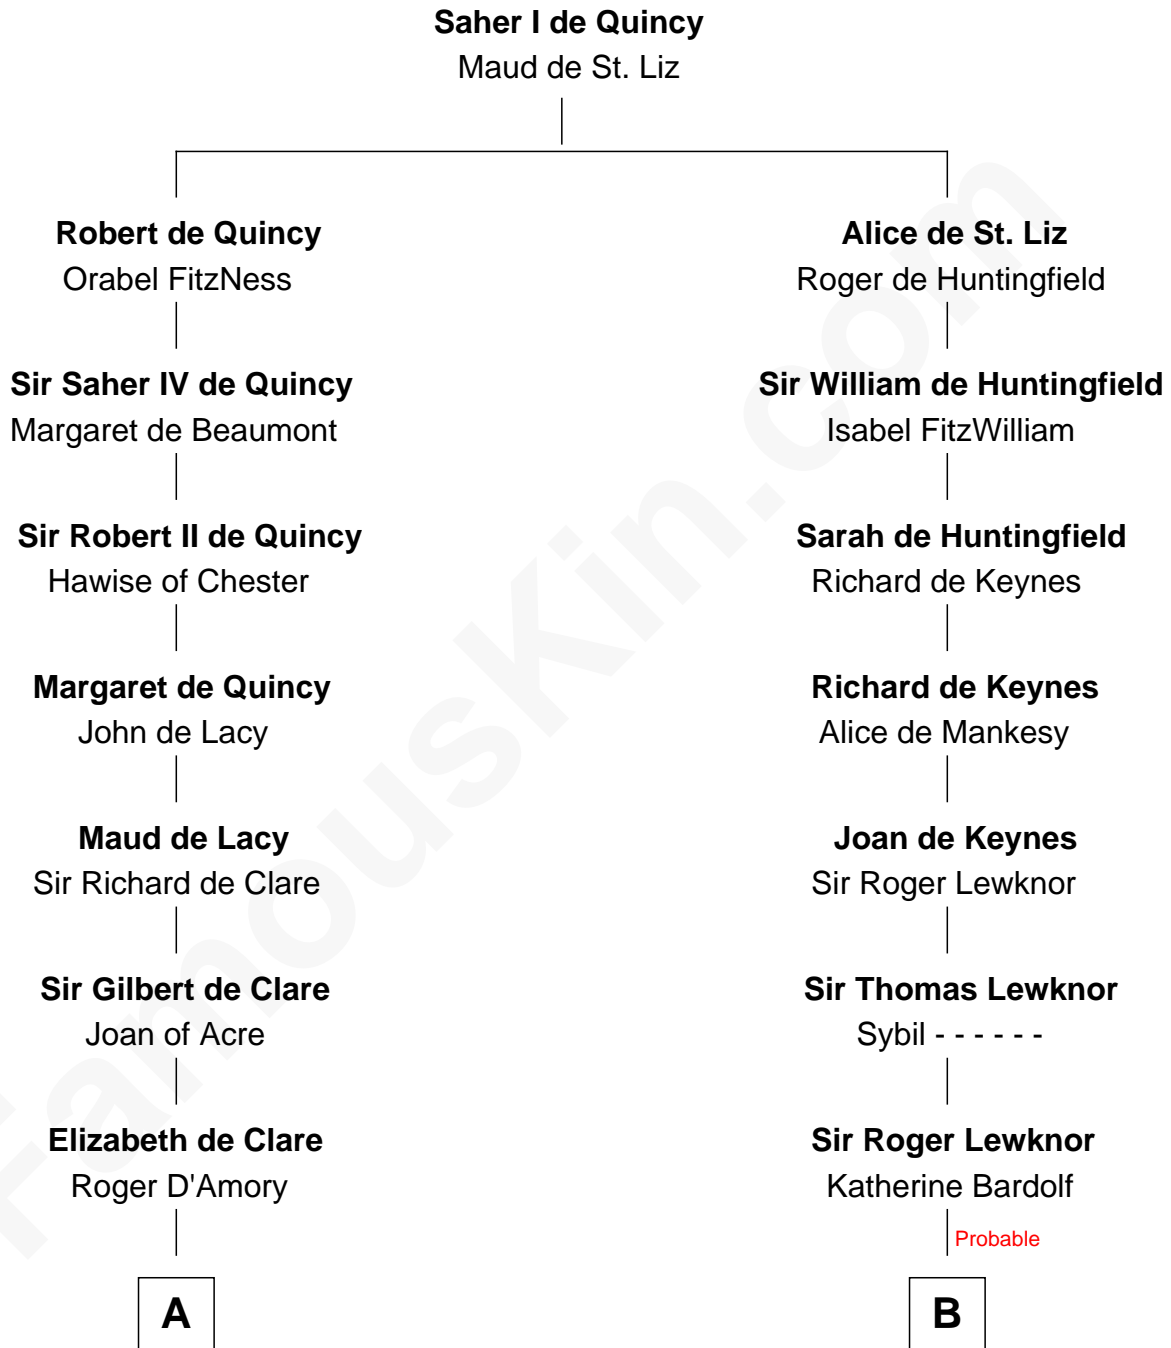 Saher I de Quincy
Maud de St. Liz
Robert de Quincy
Orabel FitzNess
Sir Saher IV de Quincy
Margaret de Beaumont
Sir Robert II de Quincy
Hawise of Chester
Margaret de Quincy
John de Lacy
Maud de Lacy
Sir Richard de Clare
Sir Gilbert de Clare
Joan of Acre
Elizabeth de Clare
Roger D'Amory
A
Alice de St. Liz
Roger de Huntingfield
Sir William de Huntingfield
Isabel FitzWilliam
Sarah de Huntingfield
Richard de Keynes
Richard de Keynes
Alice de Mankesy
Joan de Keynes
Sir Roger Lewknor
Sir Thomas Lewknor
Sybil - - - - - -
Sir Roger Lewknor
Katherine Bardolf
Probable
B
FamousKin.com